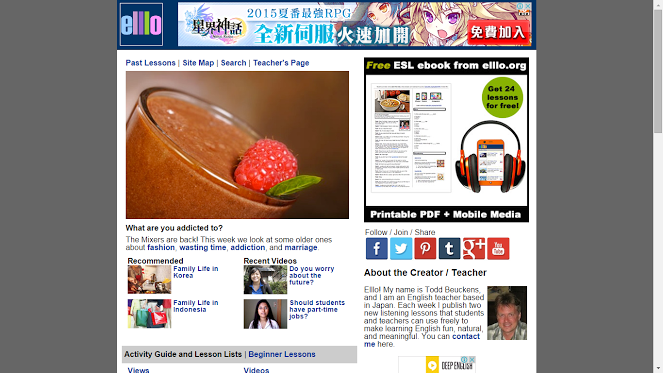 elllo
2015夏番最強RPG
星界神話
全新伺服 火速加開
免費加入
Past Lessons | Site Map | Search | Teacher's Page
What are you addicted to?
The Mixers are back! This week we look at some older ones
about fashion, wasting time, addiction, and marriage.
Recommended
Family Life in
Korea
Family Life in
Indonesia
Recent Videos
Do you worry
about the
future?
Should students
have part-time
jobs?
Activity Guide and Lesson Lists | Beginner Lessons
Views
Videos
Free ESL ebook from elllo.org
Get 24
lessons
for free!
Printable PDF + Mobile Media
Follow / Join / Share
You
Tube
About the Creator / Teacher
Elllo! My name is Todd Beuckens,
and I am an English teacher based
in Japan. Each week I publish two
new listening lessons that students
and teachers can use freely to
make learning English fun, natural,
and meaningful. You can contact
me here.
DEEP ENGLISH